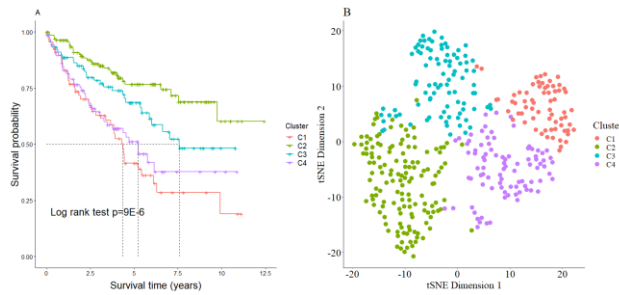 A
1.00
0.75
0.50
0.25
0.00
Survival probability
Log rank test p=9E-6
0.0
2.5
5.0
7.5
10.0
12.5
Survival time (years)
Cluster
C1
C2
C3
C4
B
20
10
0
-10
-20
tSNE Dimension 2
-20
-10
0
10
20
tSNE Dimension 1
Cluste
C1
C2
C3
C4